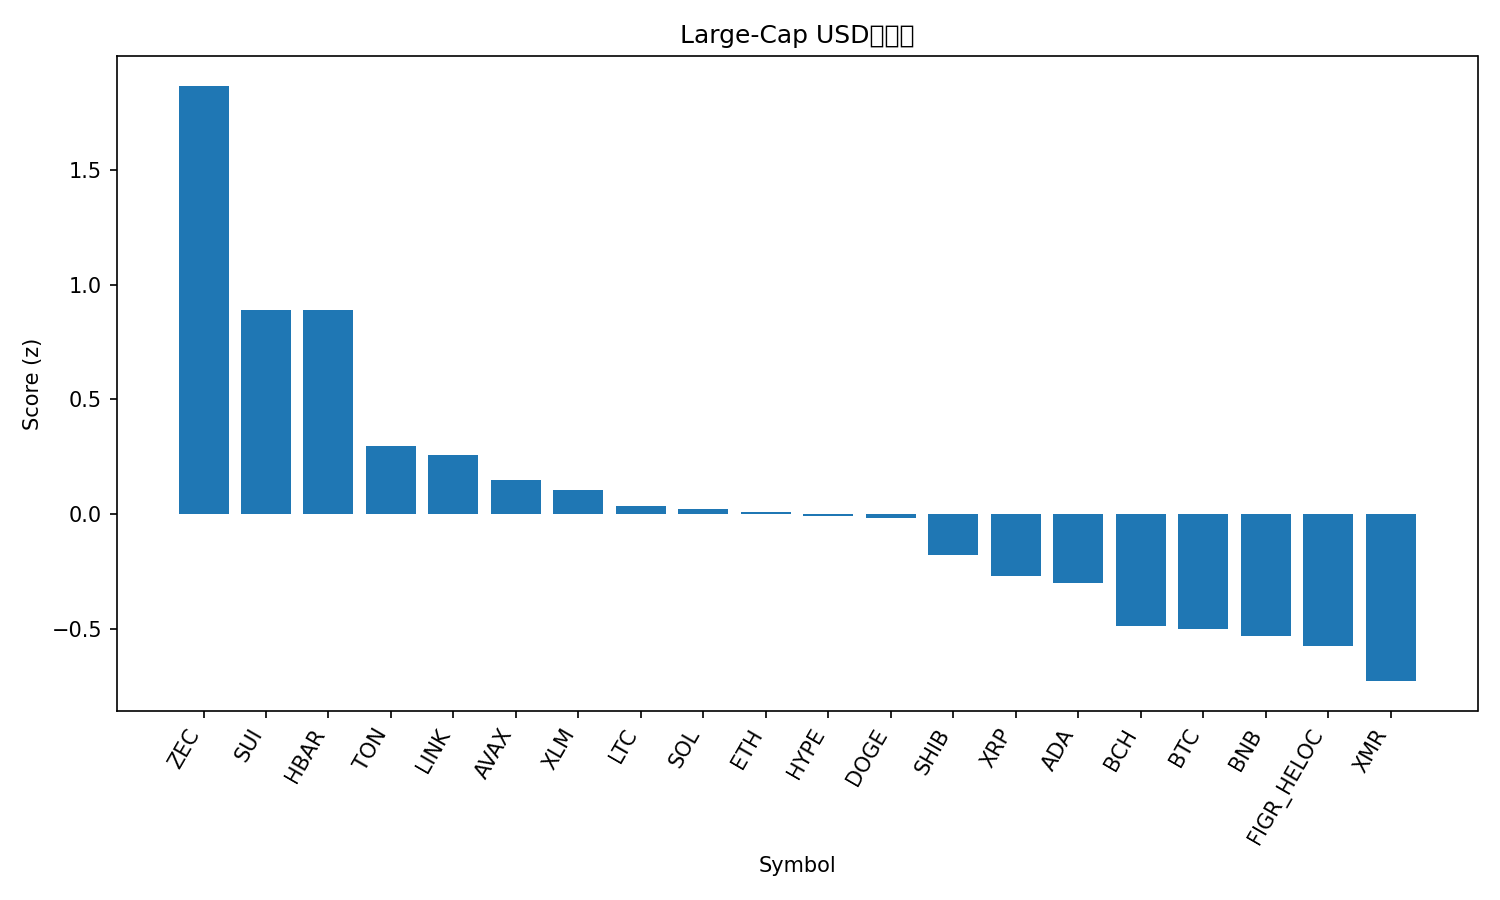 Large-Cap USD
Score (z)
1.5
1.0
0.5
0.0
−0.5
ZEC
SUI
HBAR
TON
LINK
AVAX
XLM
LTC
SOL
ETH
HYPE
DOGE
SHIB
XRP
ADA
BCH
BTC
BNB
FIGR_HELOC
XMR
Symbol